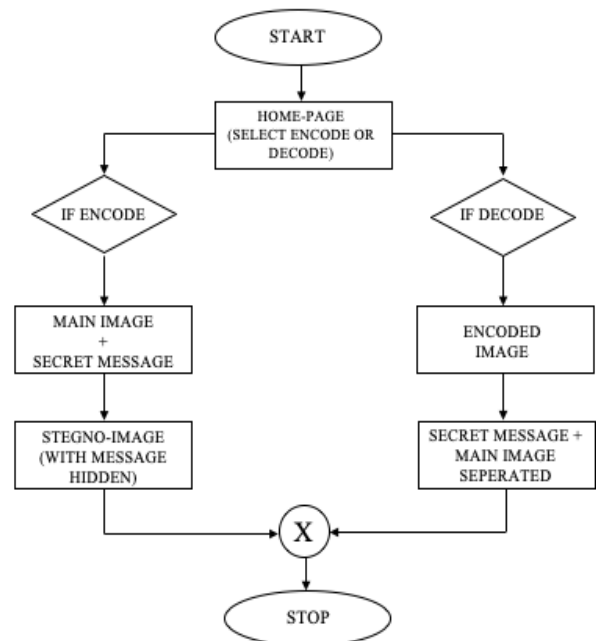 START
HOME-PAGE
(SELECT ENCODE OR
DECODE)
IF ENCODE
IF DECODE
MAIN IMAGE
+
SECRET MESSAGE
ENCODED
IMAGE
STEGNO-IMAGE
(WITH MESSAGE
HIDDEN)
SECRET MESSAGE +
MAIN IMAGE
SEPERATED
X
STOP